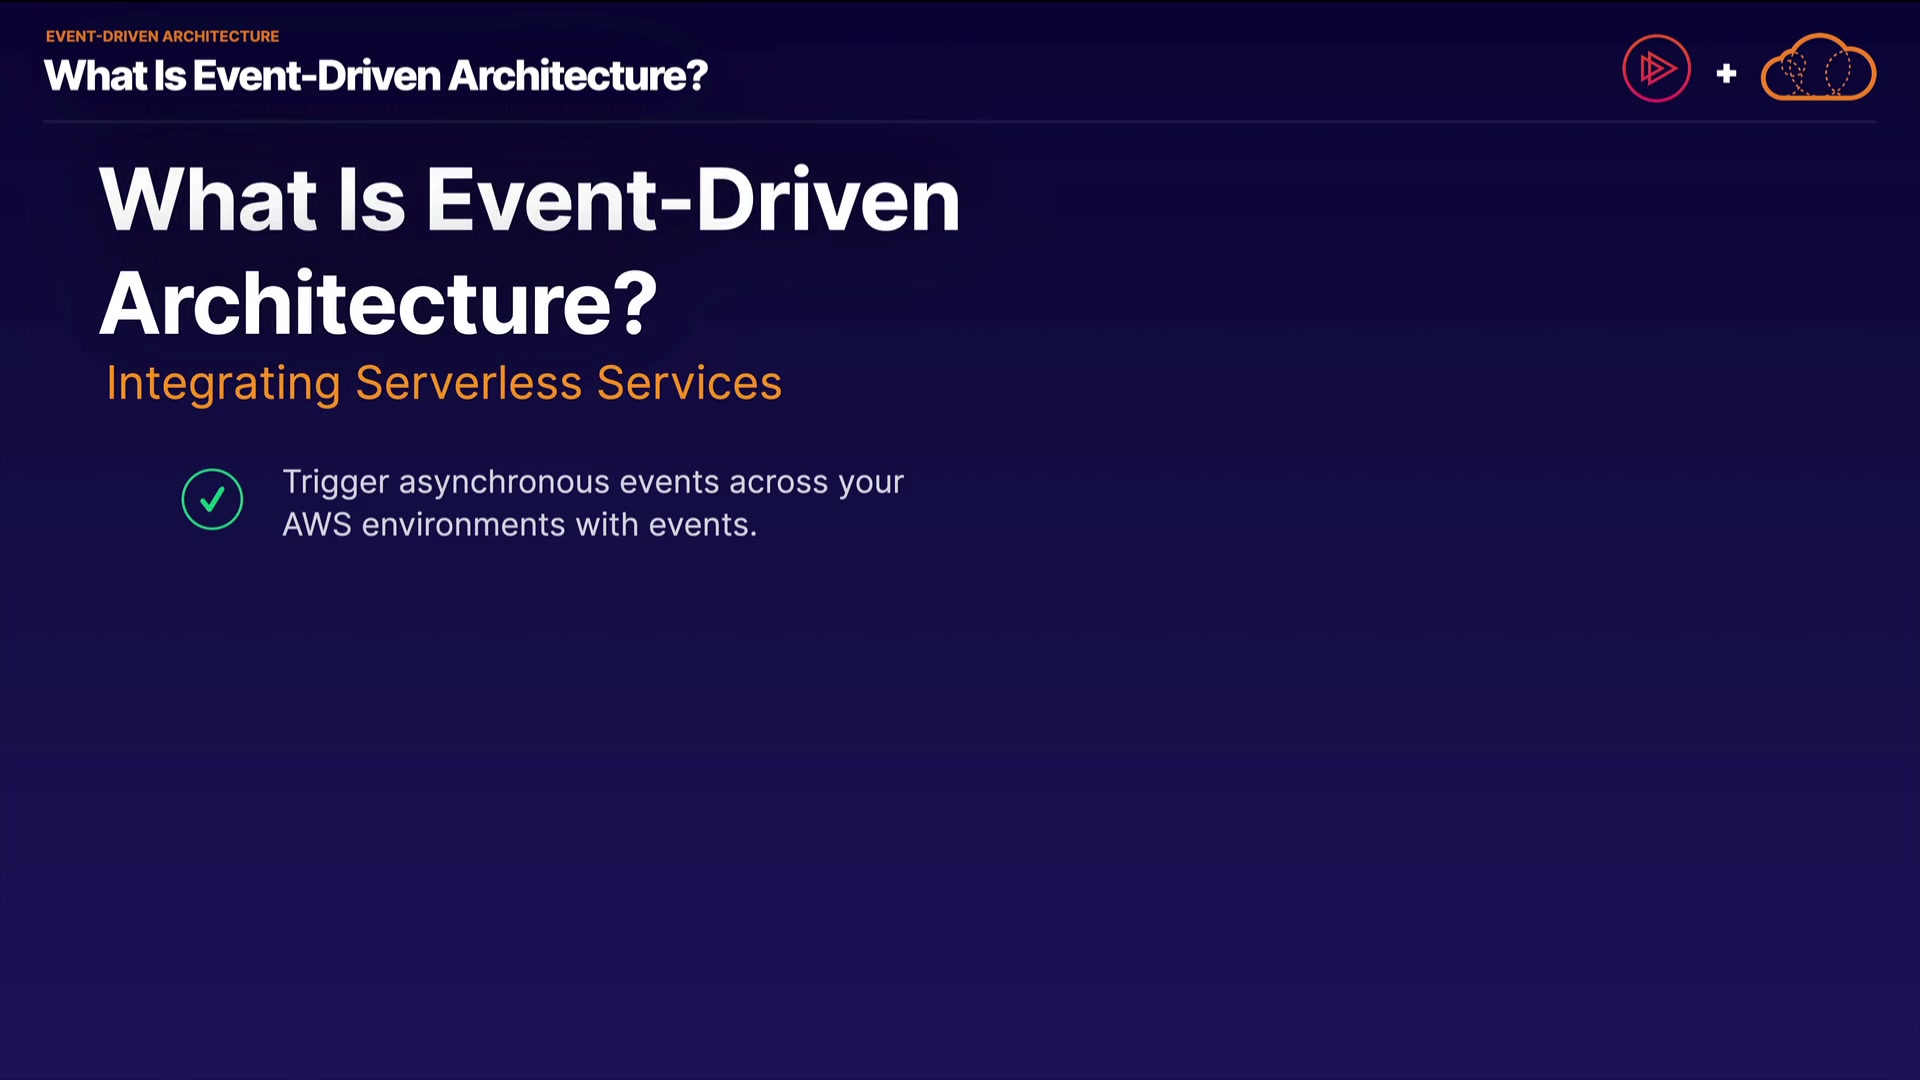 EVENT-DRIVEN ARCHITECTURE
What Is Event-Driven Architecture?
+
What Is Event-Driven
Architecture?
Integrating Serverless Services
Trigger asynchronous events across your
AWS environments with events.